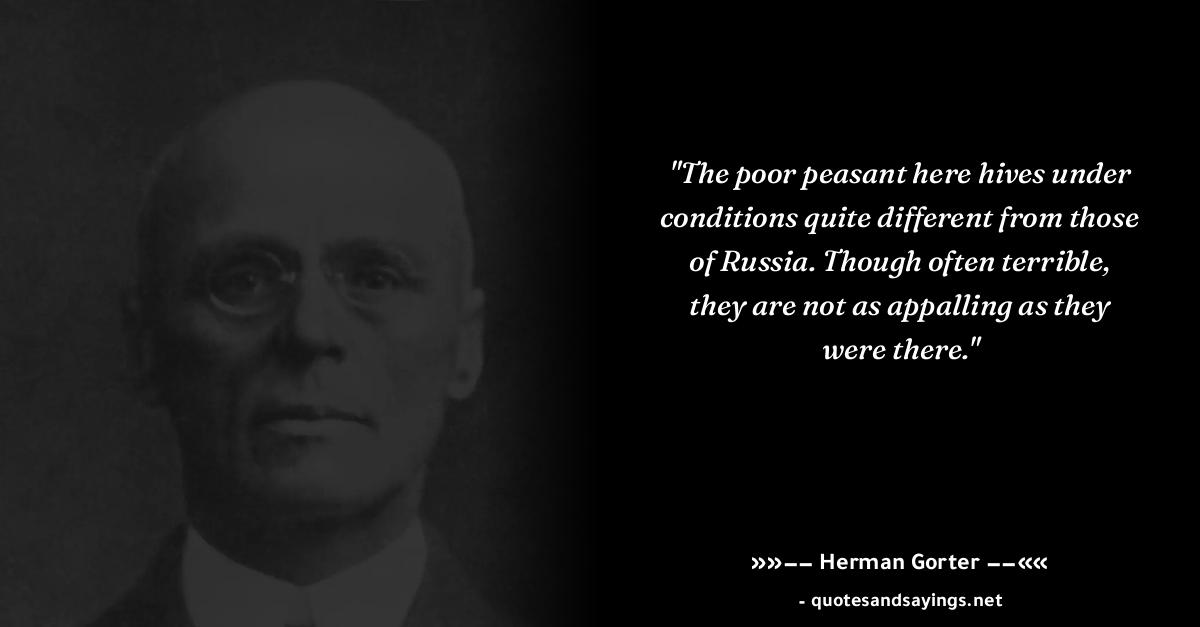 "The poor peasant here hives under
conditions quite different from those
of Russia. Though often terrible,
they are not as appalling as they
were there."
»»–– Herman Gorter ––««
- quotesandsayings.net